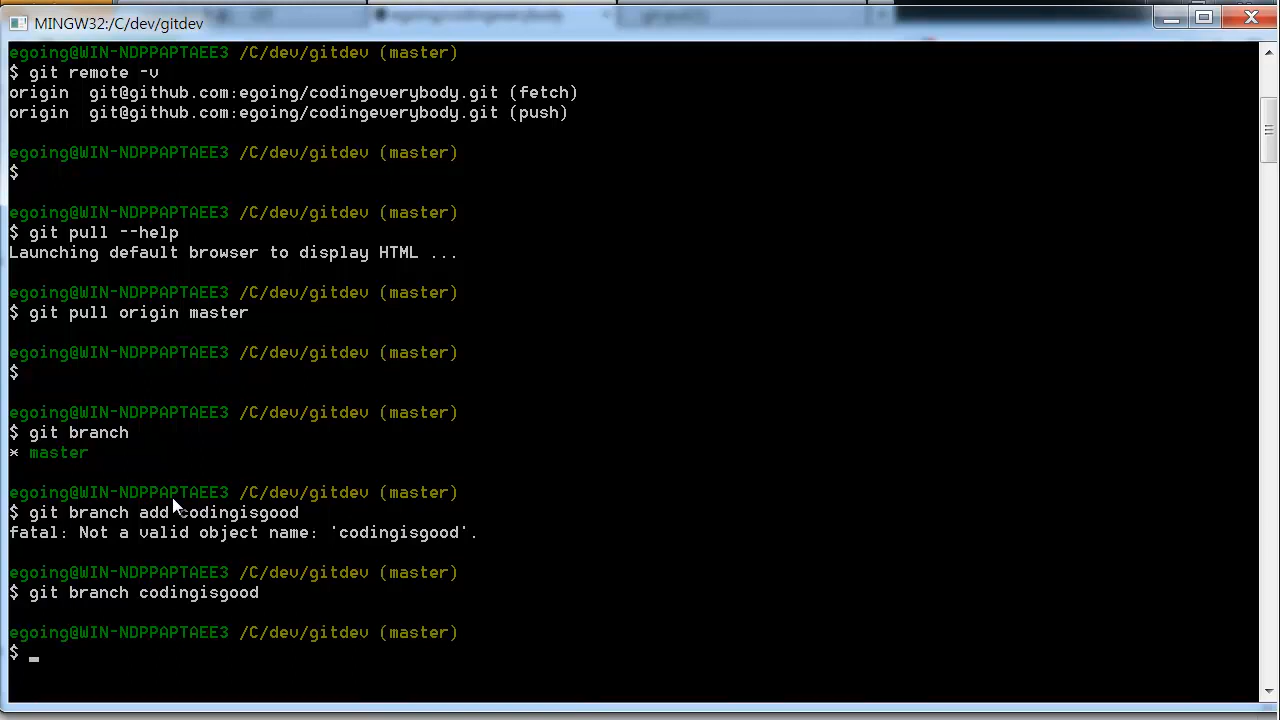 MINGW32:/C/dev/gitdev
egoing@WIN-NDPPAPTAEE3 /C/dev/gitdev (master)
$ git remote -v
origin  git@github.com:egoing/codingeverybody.git (fetch)
origin  git@github.com:egoing/codingeverybody.git (push)
egoing@WIN-NDPPAPTAEE3 /C/dev/gitdev (master)
$
egoing@WIN-NDPPAPTAEE3 /C/dev/gitdev (master)
$ git pull --help
Launching default browser to display HTML ...
egoing@WIN-NDPPAPTAEE3 /C/dev/gitdev (master)
$ git pull origin master
egoing@WIN-NDPPAPTAEE3 /C/dev/gitdev (master)
$
egoing@WIN-NDPPAPTAEE3 /C/dev/gitdev (master)
$ git branch
* master
egoing@WIN-NDPPAPTAEE3 /C/dev/gitdev (master)
$ git branch add codingisgood
fatal: Not a valid object name: 'codingisgood'.
egoing@WIN-NDPPAPTAEE3 /C/dev/gitdev (master)
$ git branch codingisgood
egoing@WIN-NDPPAPTAEE3 /C/dev/gitdev (master)
$ _